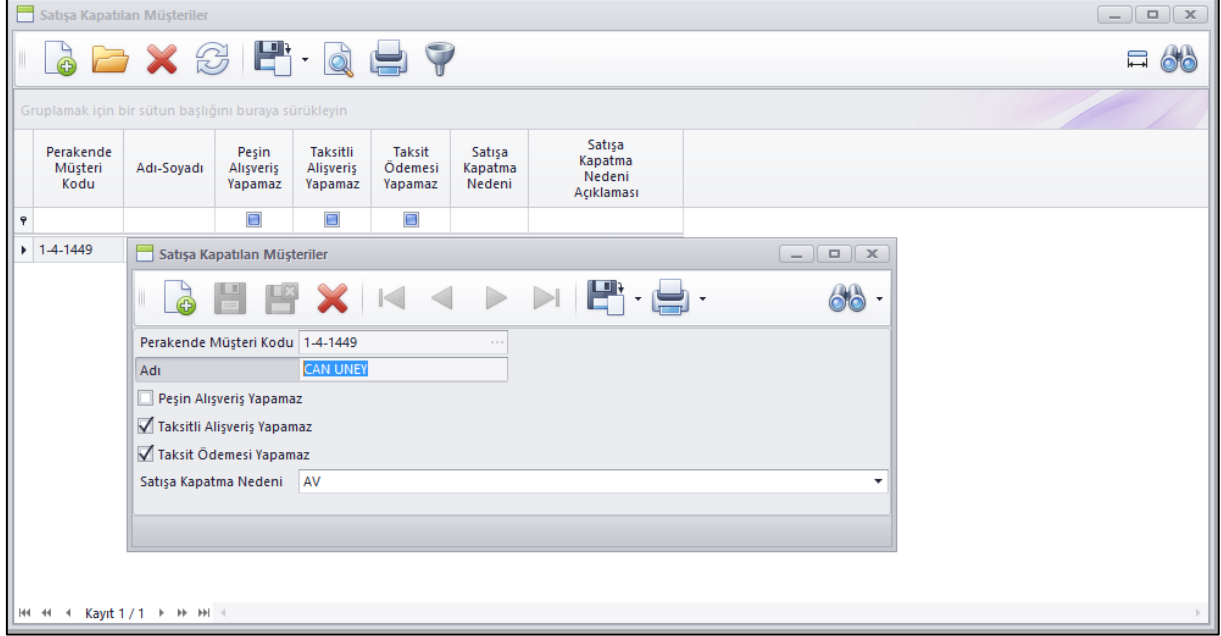 Satışa Kapatılan Müşteriler
Gruplamak için bir sütun başlığını buraya sürükleyin
Perakende
Müşteri
Kodu
Adı-Soyadı
Peşin
Alışveriş
Yapamaz
Taksitli
Alişveriş
Yapamaz
Taksit
Ödemesi
Yapamaz
Satışa
Kapatma
Nedeni
Satışa
Kapatma
Nedeni
Açıklaması
1-4-1449
Satışa Kapatılan Müşteriler
Perakende Müşteri Kodu 1-4-1449
Adı CAN UNEY
Peşin Alışveriş Yapamaz
Taksitli Alişveriş Yapamaz
Taksit Ödemesi Yapamaz
Satışa Kapatma Nedeni AV
Kayıt 1 / 1